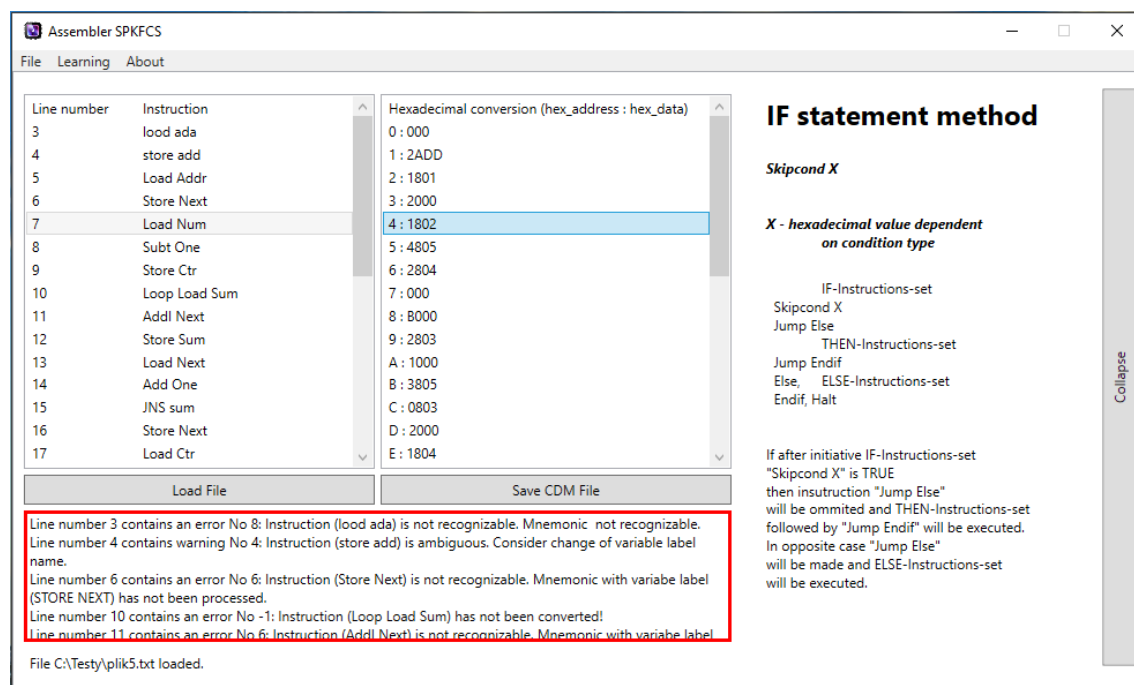 Assembler SPKFCS
File Learning About
Line number Instruction
3 lood ada
4 store add
5 Load Addr
6 Store Next
7 Load Num
8 Subt One
9 Store Ctr
10 Loop Load Sum
11 AddI Next
12 Store Sum
13 Load Next
14 Add One
15 JNS sum
16 Store Next
17 Load Ctr
Load File
Hexadecimal conversion (hex_address : hex_data)
0 : 000
1 : 2ADD
2 : 1801
3 : 2000
4 : 1802
5 : 4805
6 : 2804
7 : 000
8 : B000
9 : 2803
A : 1000
B : 3805
C : 0803
D : 2000
E : 1804
Save CDM File
Line number 3 contains an error No 8: Instruction (lood ada) is not recognizable. Mnemonic not recognizable.
Line number 4 contains warning No 4: Instruction (store add) is ambiguous. Consider change of variable label
name.
Line number 6 contains an error No 6: Instruction (Store Next) is not recognizable. Mnemonic with variabe label
(STORE NEXT) has not been processed.
Line number 10 contains an error No -1: Instruction (Loop Load Sum) has not been converted!
Line number 11 contains an error No 6: Instruction (AddI Next) is not recognizable. Mnemonic with variabe label
File C:\Testy\plik5.txt loaded.
IF statement method
Skipcond X
X - hexadecimal value dependent
on condition type
IF-Instructions-set
Skipcond X
Jump Else
THEN-Instructions-set
Jump Endif
Else, ELSE-Instructions-set
Endif, Halt
If after initiative IF-Instructions-set
"Skipcond X" is TRUE
then insutruction "Jump Else"
will be ommited and THEN-Instructions-set
followed by "Jump Endif" will be executed.
In opposite case "Jump Else"
will be made and ELSE-Instructions-set
will be executed.
Collapse